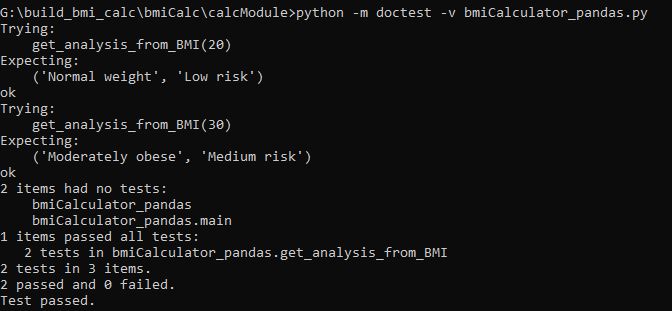 G:\build_bmi_calc\bmiCalc\calcModule>python -m doctest -v bmiCalculator_pandas.py
Trying:
    get_analysis_from_BMI(20)
Expecting:
    ('Normal weight', 'Low risk')
ok
Trying:
    get_analysis_from_BMI(30)
Expecting:
    ('Moderately obese', 'Medium risk')
ok
2 items had no tests:
    bmiCalculator_pandas
    bmiCalculator_pandas.main
1 items passed all tests:
   2 tests in bmiCalculator_pandas.get_analysis_from_BMI
2 tests in 3 items.
2 passed and 0 failed.
Test passed.